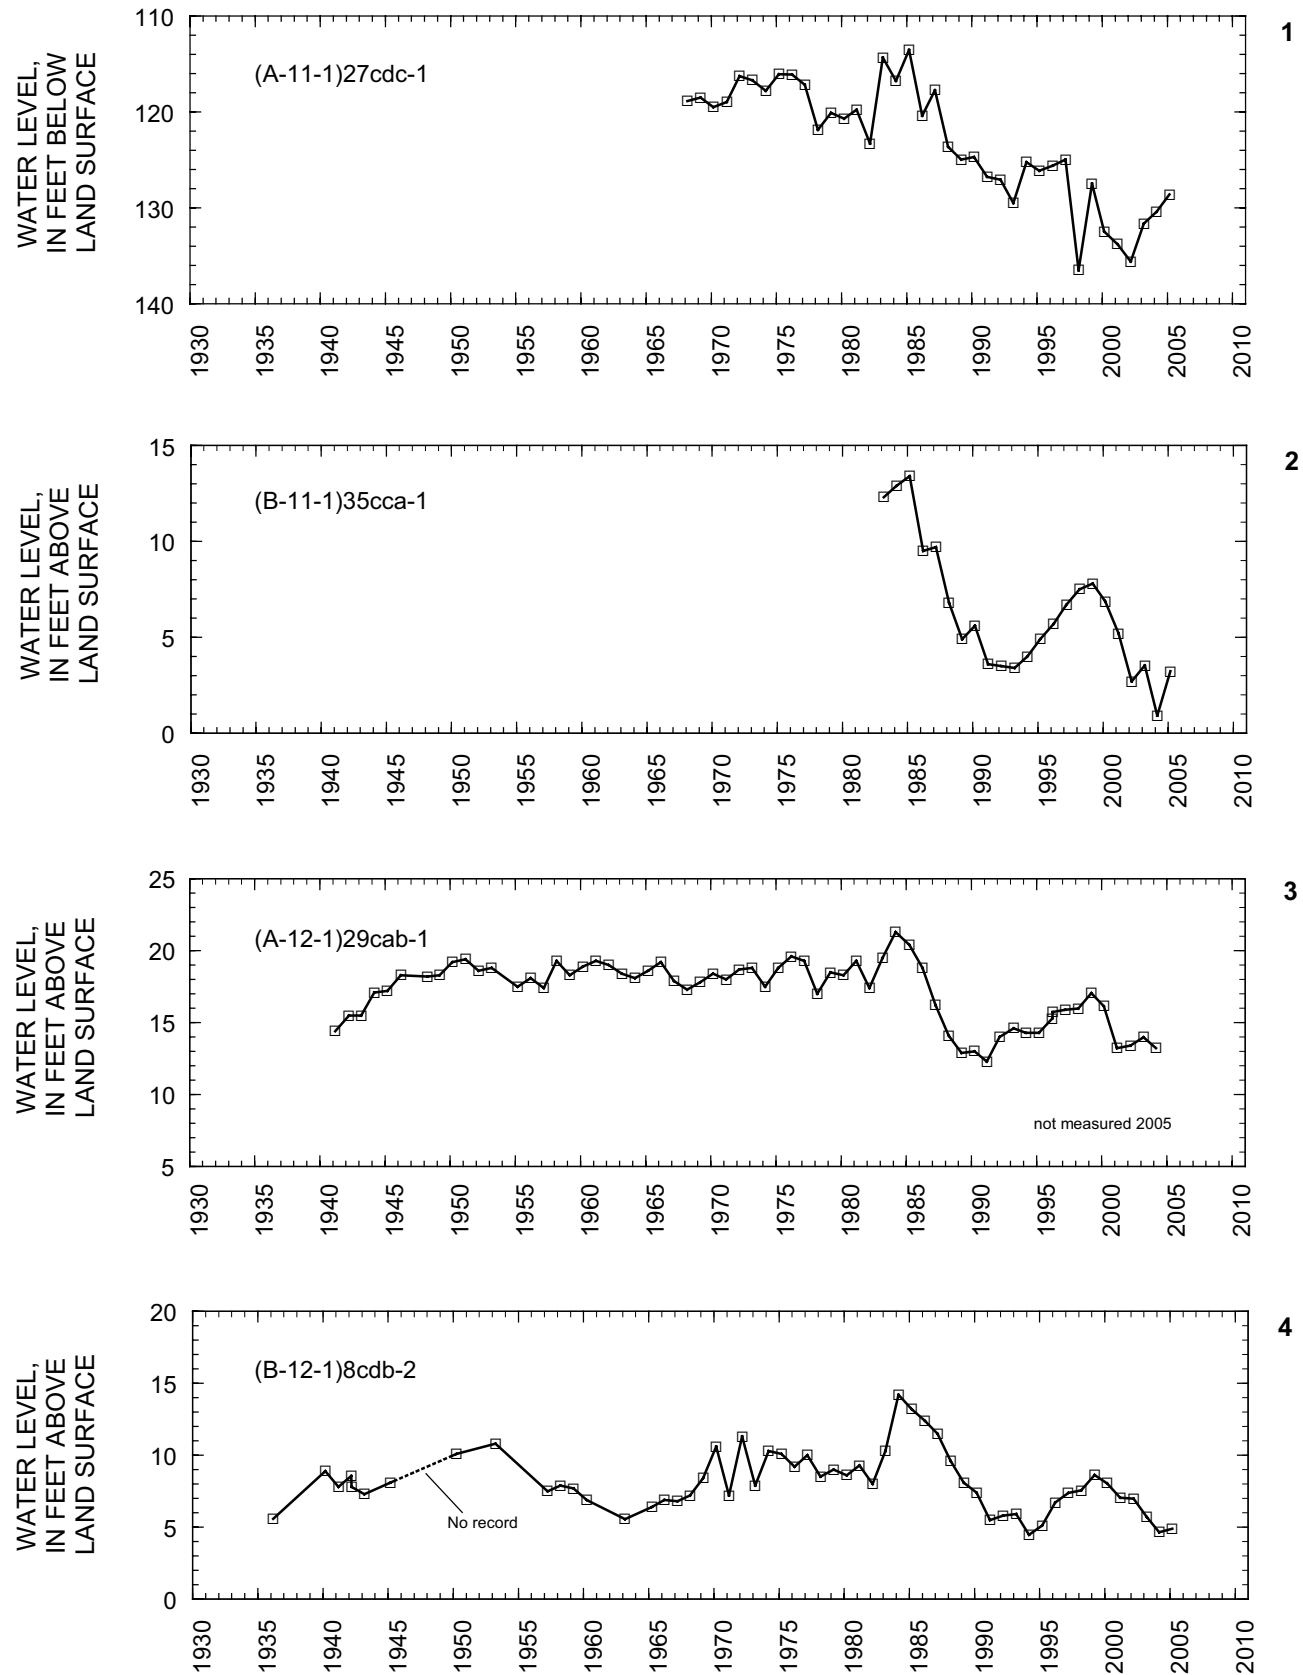 1
WATER LEVEL,
IN FEET BELOW
LAND SURFACE
(A-11-1)27cdc-1
110
120
130
140
1930 1935 1940 1945 1950 1955 1960 1965 1970 1975 1980 1985 1990 1995 2000 2005 2010
2
WATER LEVEL,
IN FEET ABOVE
LAND SURFACE
(B-11-1)35cca-1
15
10
5
0
1930 1935 1940 1945 1950 1955 1960 1965 1970 1975 1980 1985 1990 1995 2000 2005 2010
3
WATER LEVEL,
IN FEET ABOVE
LAND SURFACE
(A-12-1)29cab-1
25
20
15
10
5
not measured 2005
1930 1935 1940 1945 1950 1955 1960 1965 1970 1975 1980 1985 1990 1995 2000 2005 2010
4
WATER LEVEL,
IN FEET ABOVE
LAND SURFACE
(B-12-1)8cdb-2
20
15
10
5
0
No record
1930 1935 1940 1945 1950 1955 1960 1965 1970 1975 1980 1985 1990 1995 2000 2005 2010